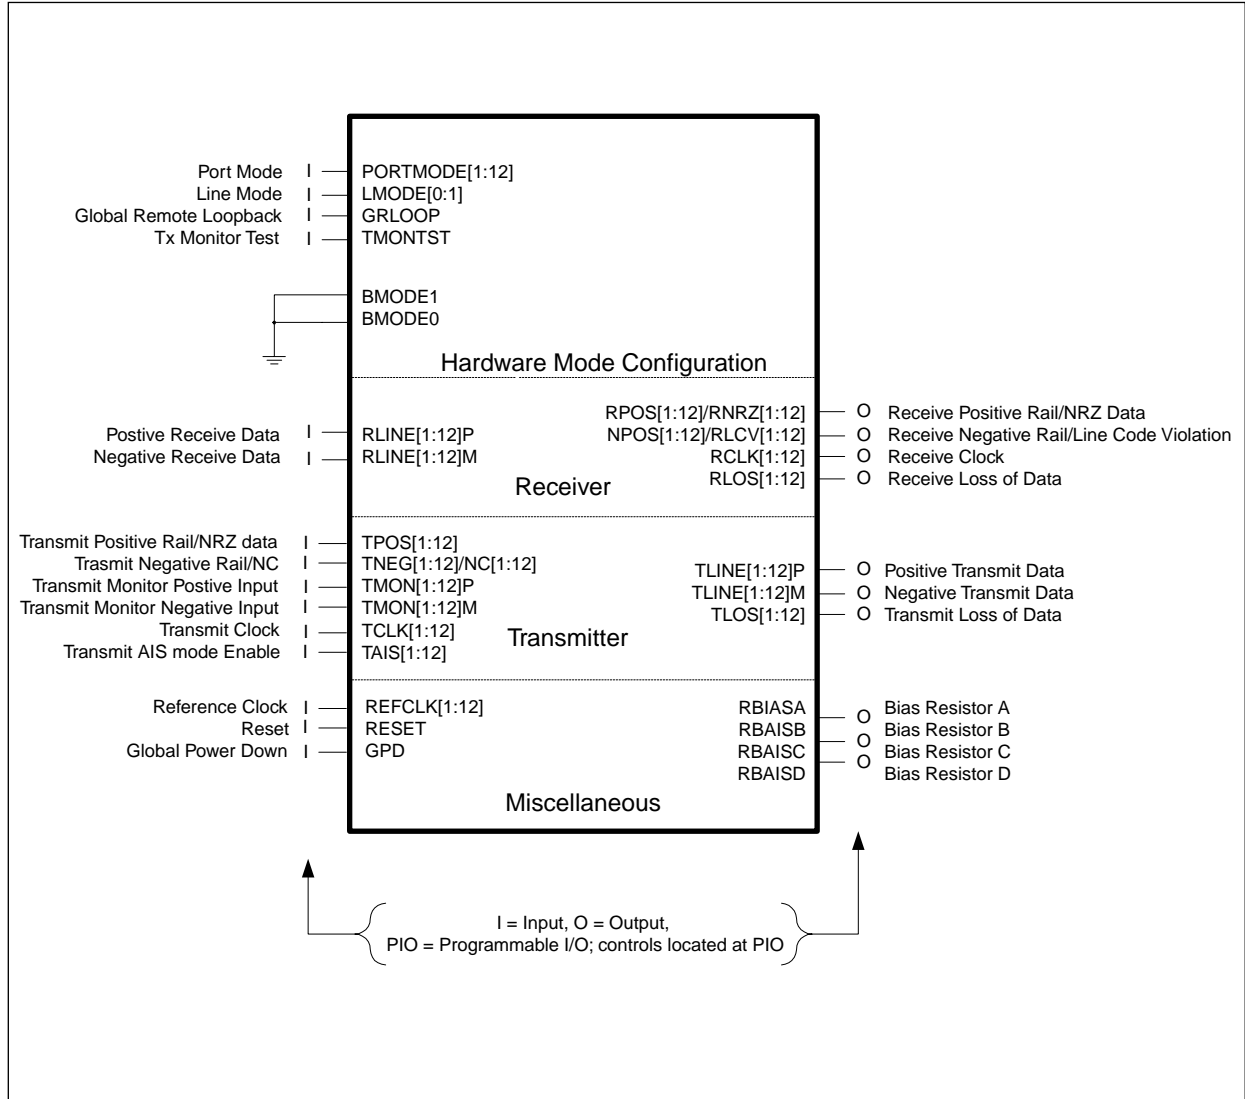 Port Mode I PORTMODE[1:12]
Line Mode I LMODE[0:1]
Global Remote Loopback I GRLOOP
Tx Monitor Test I TMONTST
BMODE1
BMODE0
Hardware Mode Configuration
RPOS[1:12]/RNRZ[1:12] O Receive Positive Rail/NRZ Data
Postive Receive Data I RLINE[1:12]P NPOS[1:12]/RLCV[1:12] O Receive Negative Rail/Line Code Violation
Negative Receive Data I RLINE[1:12]M RCLK[1:12] O Receive Clock
RLOS[1:12] O Receive Loss of Data
Receiver
Transmit Positive Rail/NRZ data I TPOS[1:12]
Trasmit Negative Rail/NC I TNEG[1:12]/NC[1:12]
TLINE[1:12]P O Positive Transmit Data
Transmit Monitor Postive Input I TMON[1:12]P
TLINE[1:12]M O Negative Transmit Data
Transmit Monitor Negative Input I TMON[1:12]M
TLOS[1:12] O Transmit Loss of Data
Transmit Clock I TCLK[1:12]
Transmitter
Transmit AIS mode Enable I TAIS[1:12]
Reference Clock I REFCLK[1:12] RBIASA O Bias Resistor A
Reset I RESET RBAISB O Bias Resistor B
Global Power Down I GPD RBAISC O Bias Resistor C
RBAISD Bias Resistor D
Miscellaneous
I = Input, O = Output,
PIO = Programmable I/O; controls located at PIO